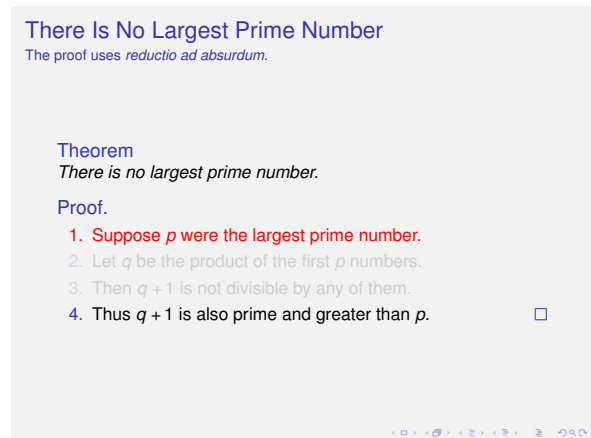 There Is No Largest Prime Number
The proof uses reductio ad absurdum.
Theorem
There is no largest prime number.
Proof.
1. Suppose p were the largest prime number.
2. Let q be the product of the first p numbers.
3. Then q + 1 is not divisible by any of them.
4. Thus q + 1 is also prime and greater than p. □